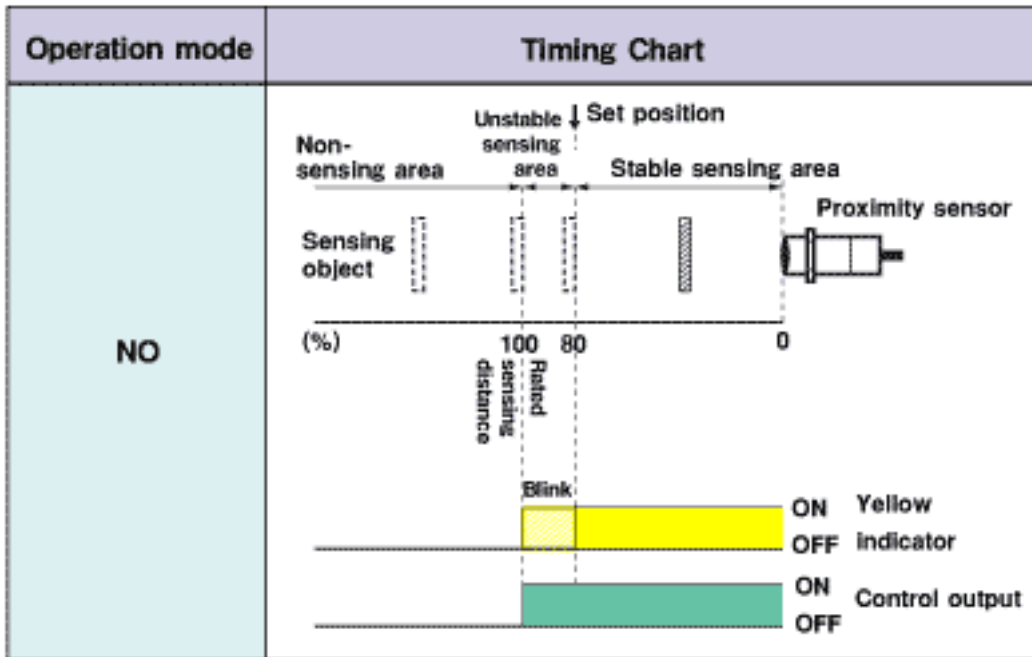 Operation mode
Timing Chart
NO
Non-
sensing area
Unstable
sensing
area
Set position
Stable sensing area
Proximity sensor
Sensing
object
(%)
100
80
0
Rated
sensing
distance
Blink
ON
OFF
Yellow
indicator
ON
OFF
Control output